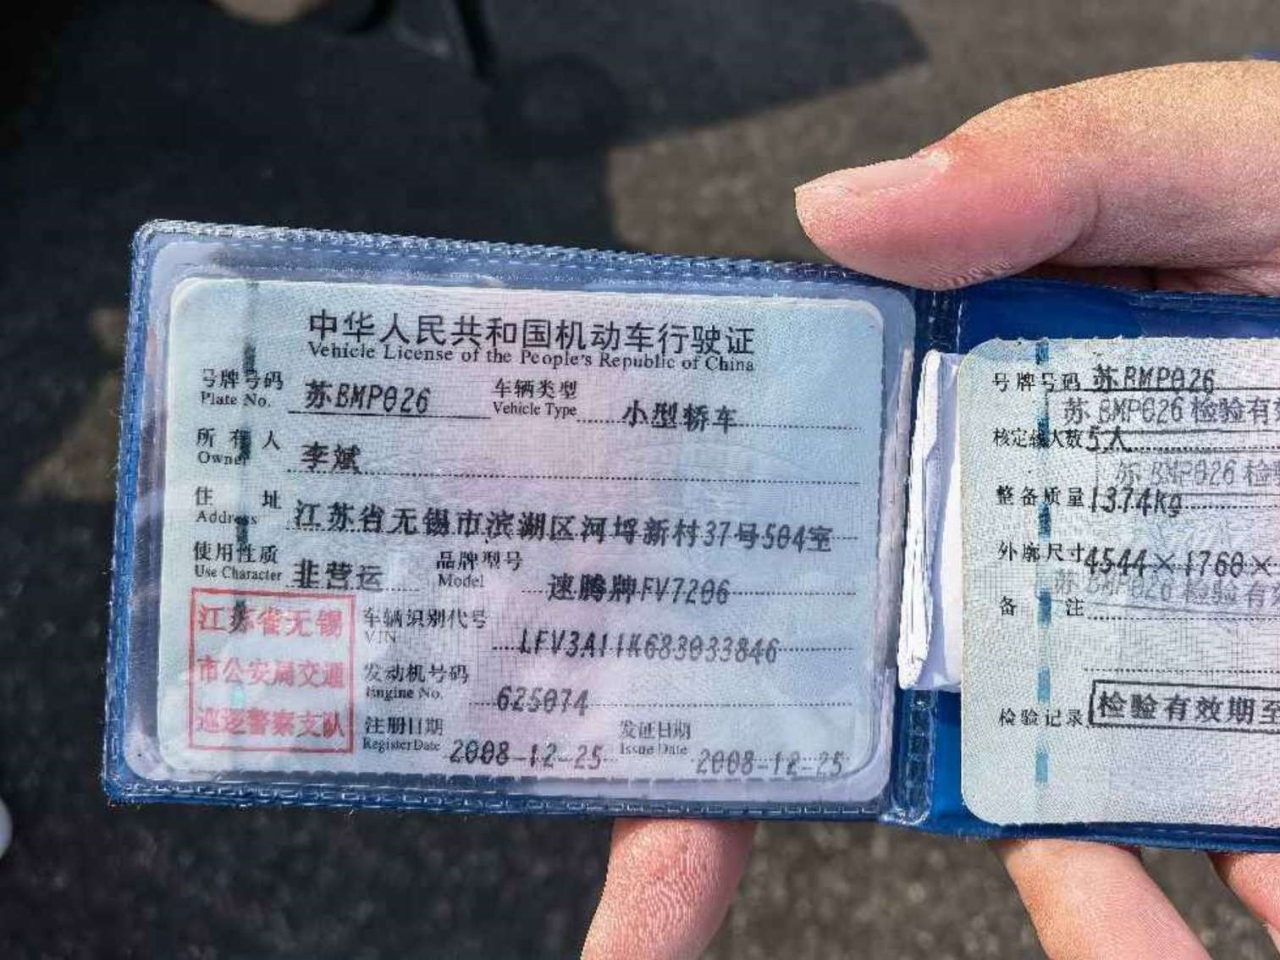 中华人民共和国机动车行驶证
Vehicle License of the People's Republic of China
号牌号码 苏BMP026 车辆类型 小型轿车
Plate No. Vehicle Type
所有人 李斌
Owner
住址 江苏省无锡市滨湖区河埒新村37号504室
Address
使用性质 非营运 品牌型号 速腾牌FV7206
Use Character Model
车辆识别代号 LFV3A11K683033846
VIN
发动机号码 625074
Engine No.
注册日期 2008-12-25 发证日期 2008-12-25
Register Date Issue Date
江苏省无锡
市公安局交通
巡逻警察支队
号牌号码 苏BMP026
苏BMP026 检验有
核定载人数 5人
苏BMP026 检
整备质量 1374kg
外廓尺寸 4544×1760×
苏BMP026 检验有
备注
检验记录 检验有效期至